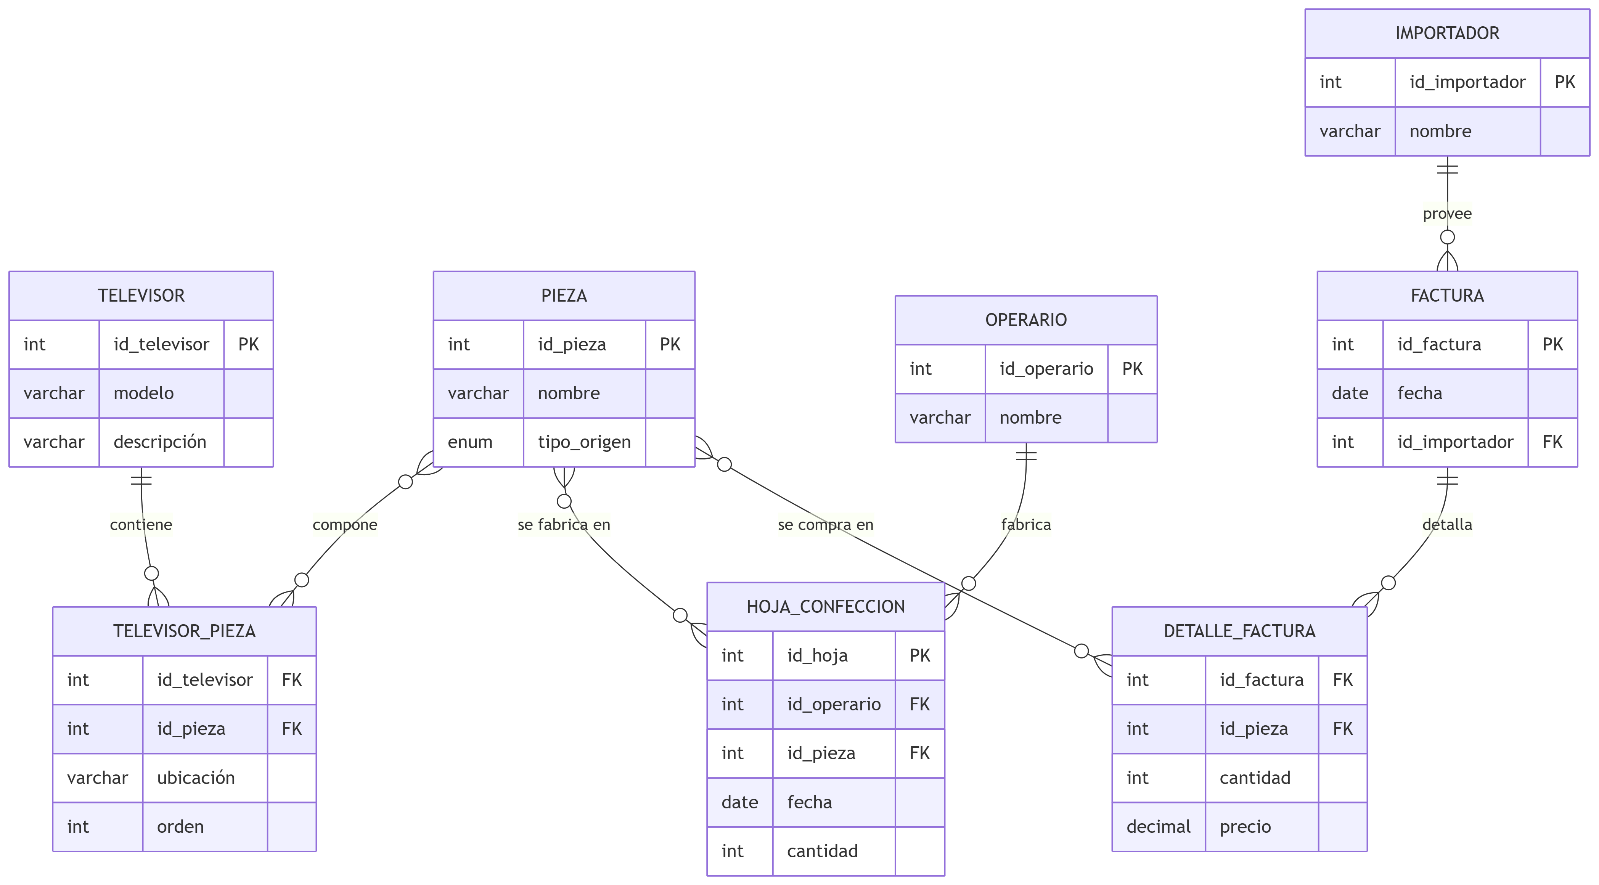 IMPORTADOR
int id_importador PK
varchar nombre
provee
TELEVISOR
int id_televisor PK
varchar modelo
varchar descripción
PIEZA
int id_pieza PK
varchar nombre
enum tipo_origen
OPERARIO
int id_operario PK
varchar nombre
FACTURA
int id_factura PK
date fecha
int id_importador FK
contiene
compone
se fabrica en
se compra en
fabrica
detalla
TELEVISOR_PIEZA
int id_televisor FK
int id_pieza FK
varchar ubicación
int orden
HOJA_CONFECCION
int id_hoja PK
int id_operario FK
int id_pieza FK
date fecha
int cantidad
DETALLE_FACTURA
int id_factura FK
int id_pieza FK
int cantidad
decimal precio